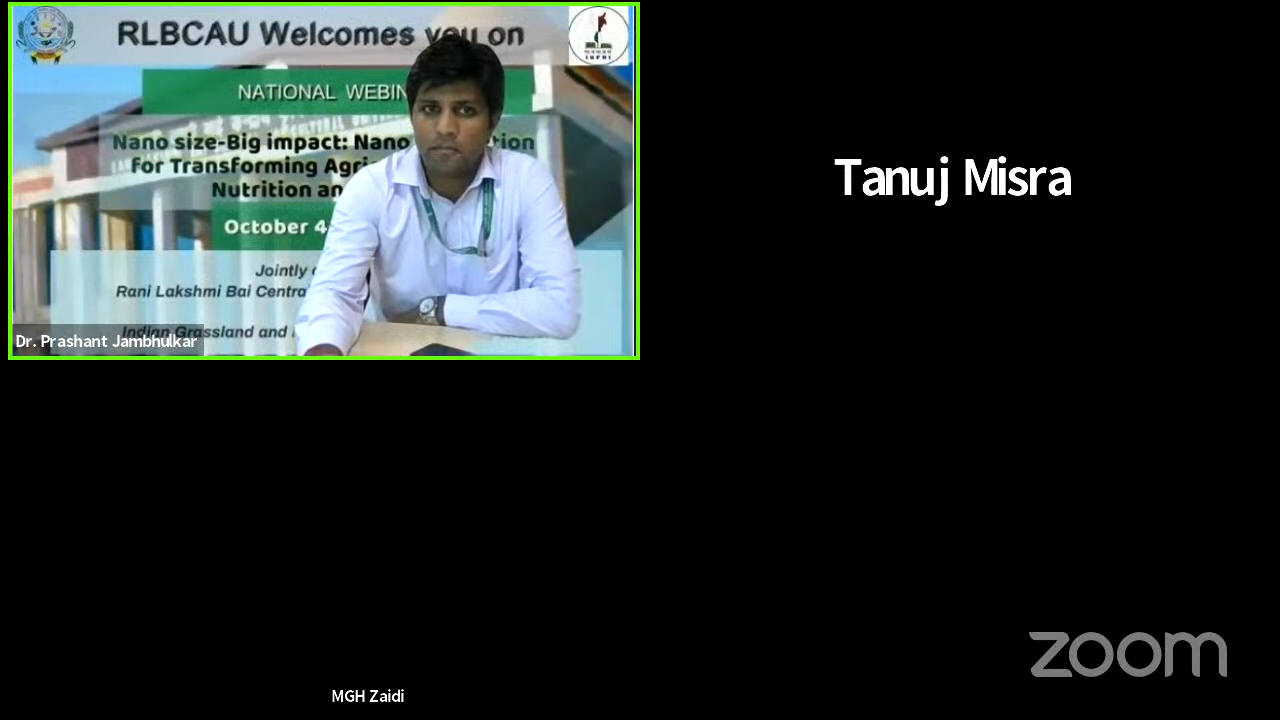 RLBCAU Welcomes you on
NATIONAL WEBIN
Nano size-Big impact: Nano tion
for Transforming Agri
Nutrition an
October 4
Jointly
Rani Lakshmi Bai Centra
Indian Grassland and
Dr. Prashant Jambhulkar
Tanuj Misra
MGH Zaidi
zoom